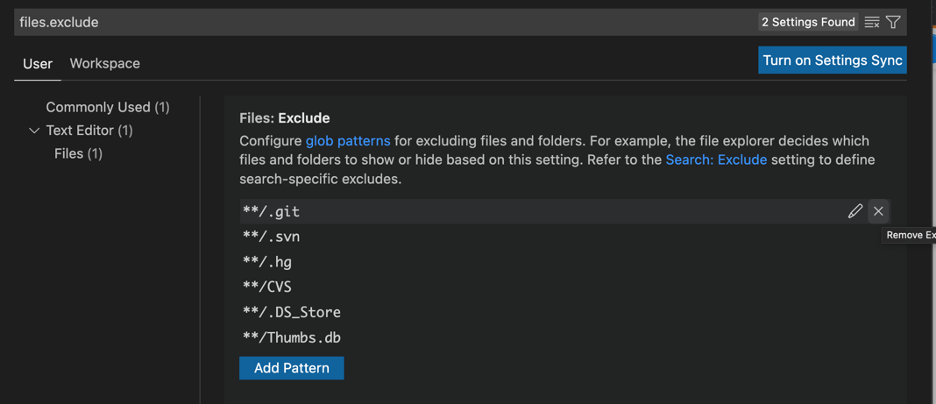 files.exclude
2 Settings Found
User Workspace
Turn on Settings Sync
Commonly Used (1)
Text Editor (1)
Files (1)
Files: Exclude
Configure glob patterns for excluding files and folders. For example, the file explorer decides which
files and folders to show or hide based on this setting. Refer to the Search: Exclude setting to define
search-specific excludes.
**/.git
**/.svn
**/.hg
**/CVS
**/.DS_Store
**/Thumbs.db
Remove Ex
Add Pattern